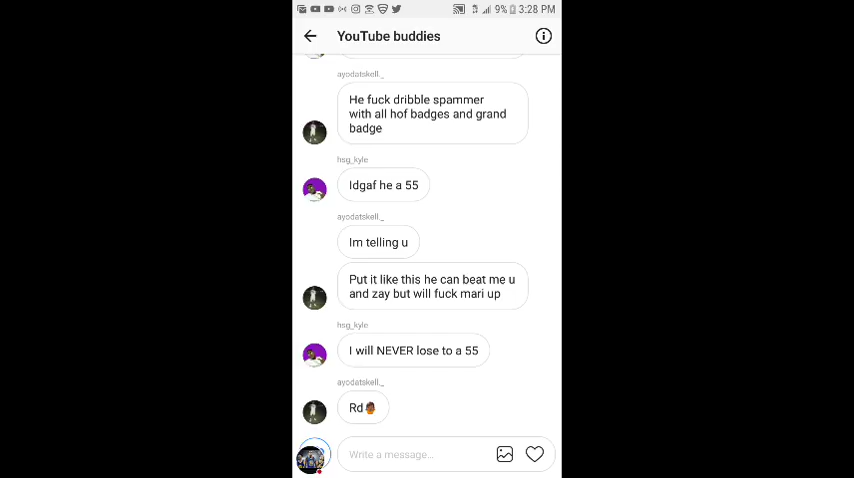 9% 3:28 PM
YouTube buddies
ayodatskell._
He fuck dribble spammer
with all hof badges and grand
badge
hsg_kyle
Idgaf he a 55
ayodatskell._
Im telling u
Put it like this he can beat me u
and zay but will fuck mari up
hsg_kyle
I will NEVER lose to a 55
ayodatskell._
Rd🤷🏾
Write a message...